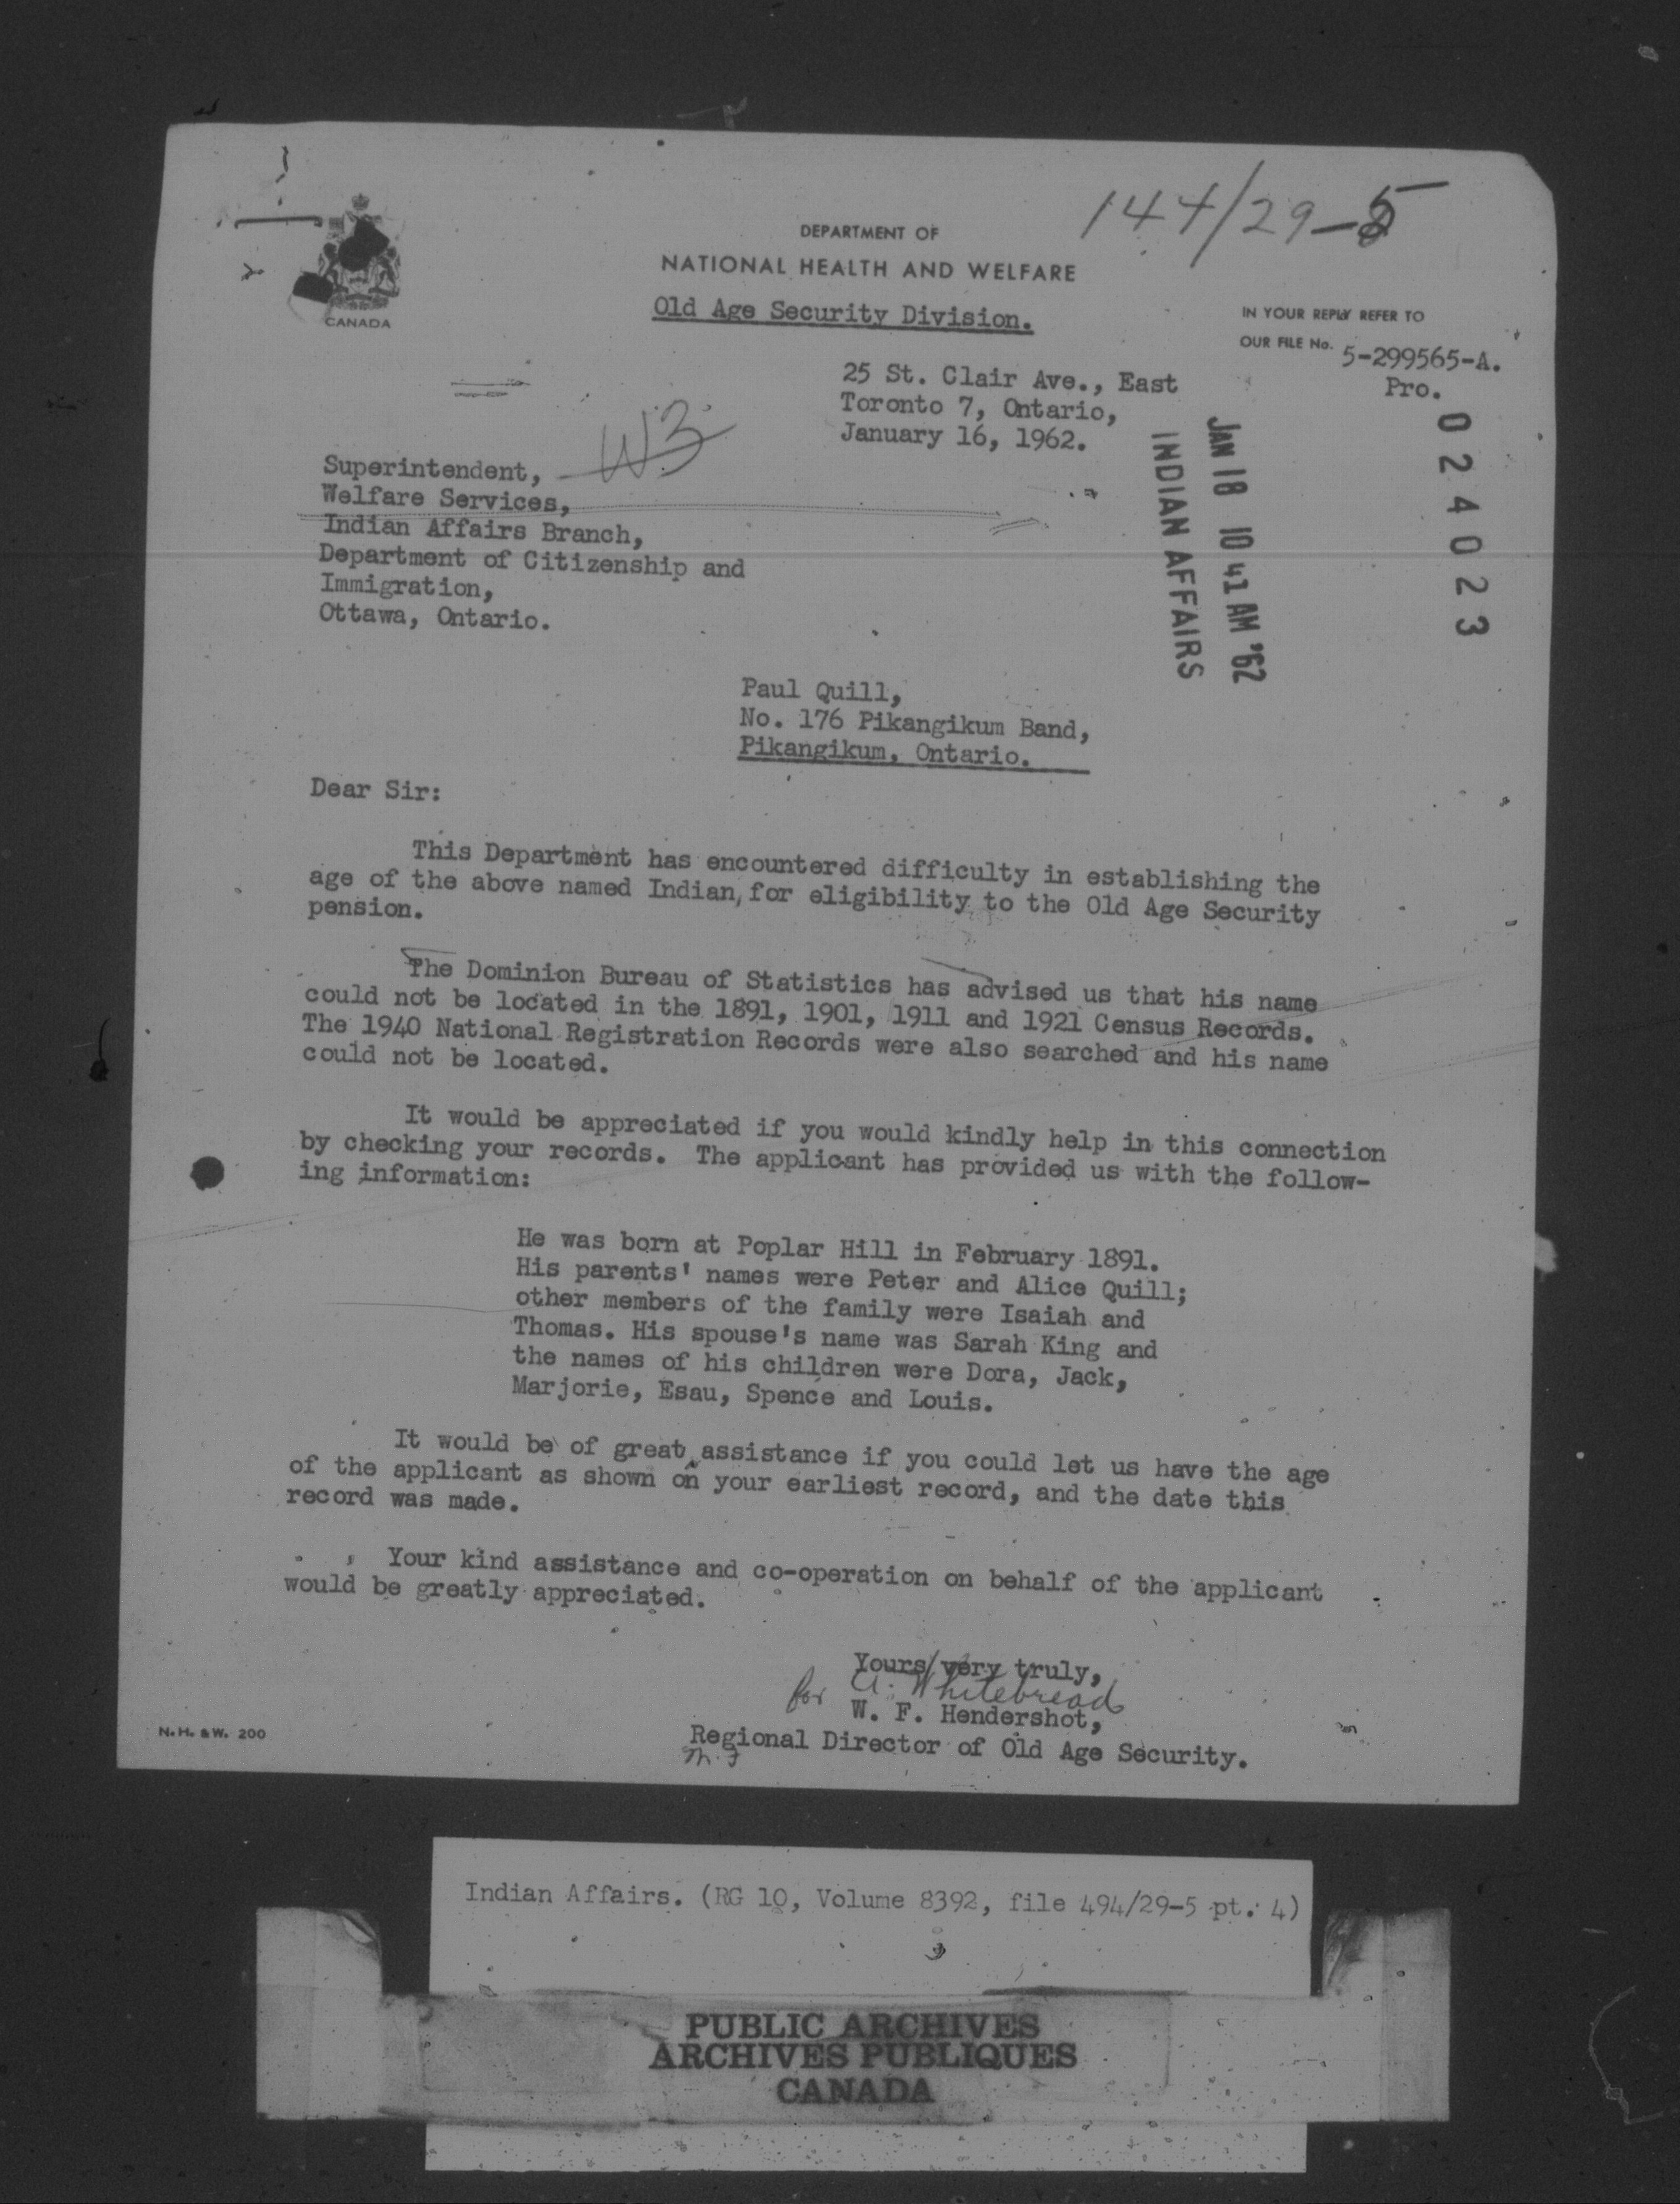 144/29-5
CANADA
DEPARTMENT OF
NATIONAL HEALTH AND WELFARE
Old Age Security Division.
IN YOUR REPLY REFER TO
OUR FILE No. 5-299565-A.
Pro.
25 St. Clair Ave., East
Toronto 7, Ontario,
January 16, 1962.
024023
JAN 18 10 41 AM '62
INDIAN AFFAIRS
W3
Superintendent,
Welfare Services,
Indian Affairs Branch,
Department of Citizenship and
Immigration,
Ottawa, Ontario.
Paul Quill,
No. 176 Pikangikum Band,
Pikangikum, Ontario.
Dear Sir:
This Department has encountered difficulty in establishing the
age of the above named Indian, for eligibility to the Old Age Security
pension.
The Dominion Bureau of Statistics has advised us that his name
could not be located in the 1891, 1901, 1911 and 1921 Census Records.
The 1940 National Registration Records were also searched and his name
could not be located.
It would be appreciated if you would kindly help in this connection
by checking your records. The applicant has provided us with the follow-
ing information:
He was born at Poplar Hill in February 1891.
His parents' names were Peter and Alice Quill;
other members of the family were Isaiah and
Thomas. His spouse's name was Sarah King and
the names of his children were Dora, Jack,
Marjorie, Esau, Spence and Louis.
It would be of great assistance if you could let us have the age
of the applicant as shown on your earliest record, and the date this
record was made.
Your kind assistance and co-operation on behalf of the applicant
would be greatly appreciated.
Yours very truly,
for A. Whitebread
W. F. Hendershot,
Regional Director of Old Age Security.
N.H. & W. 200
Indian Affairs. (RG 10, Volume 8392, file 494/29-5 pt. 4)
PUBLIC ARCHIVES
ARCHIVES PUBLIQUES
CANADA